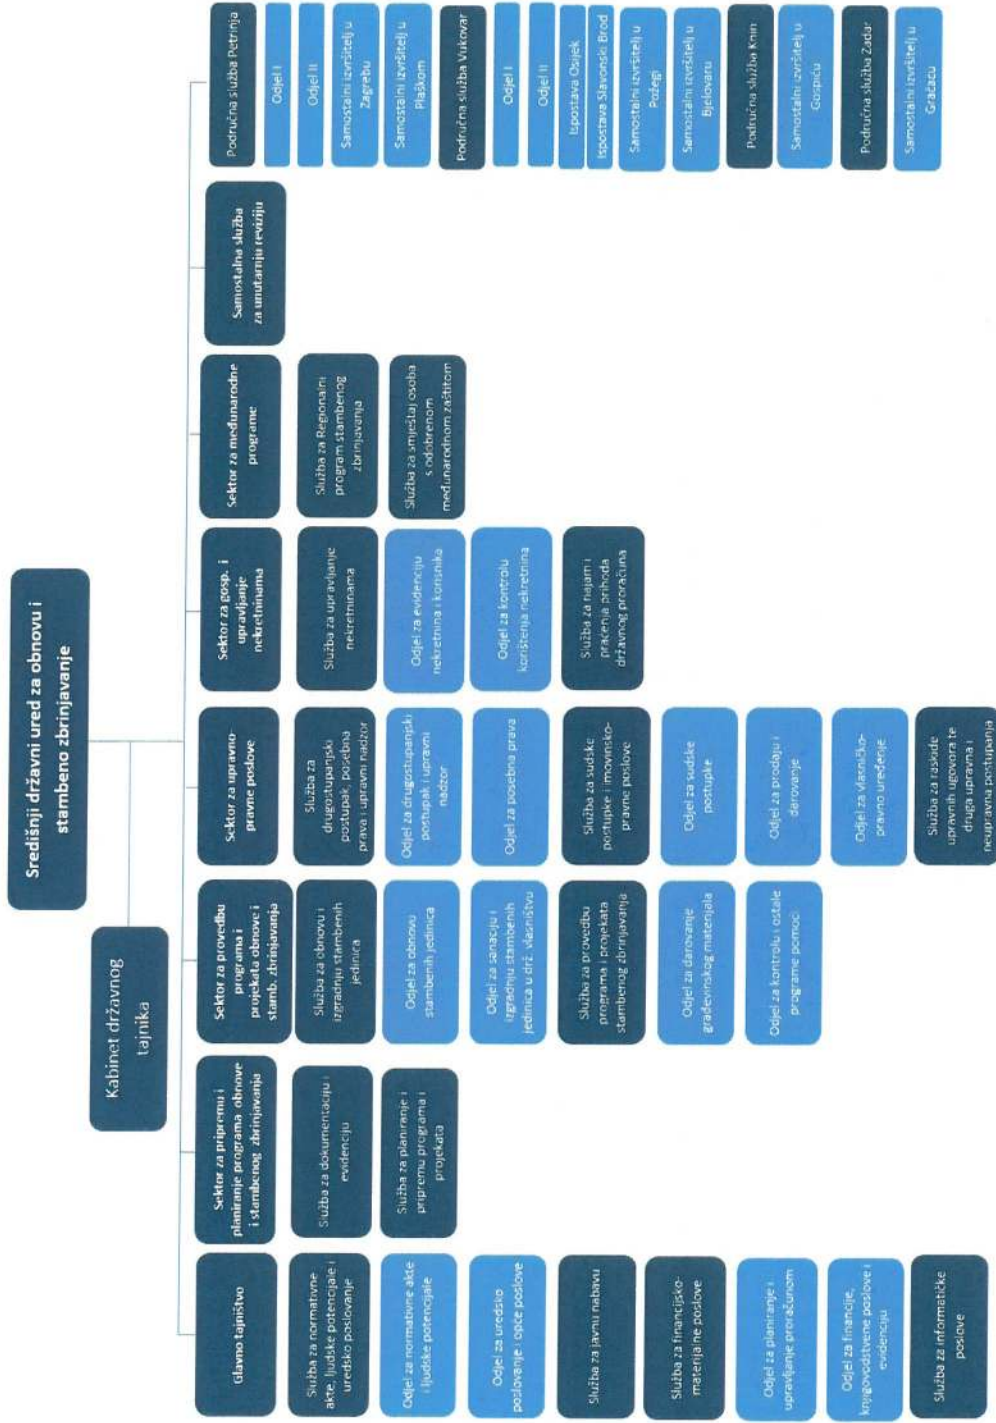 Središnji državni ured za obnovu i
stambeno zbrinjavanje
Kabinet državnog
tajnika
Glavno tajništvo
Služba za normativne
akte, ljudske potencijale i
uredsko poslovanje
Odjel za normativne akte
i ljudske potencijale
Odjel za uredsko
poslovanje i opće poslove
Služba za javnu nabavu
Služba za financijsko-
materijalne poslove
Odjel za planiranje i
upravljanje proračunom
Odjel za financije,
knjigovodstvene poslove i
evidenciju
Služba za informatičke
poslove
Sektor za pripremu i
planiranje programa obnove
i stambenog zbrinjavanja
Služba za dokumentaciju i
evidenciju
Služba za planiranje i
pripremu programa i
projekata
Sektor za provedbu
programa i
projekata obnove i
stamb. zbrinjavanja
Služba za obnovu i
izgradnju stambenih
jedinica
Odjel za obnovu
stambenih jedinica
Odjel za sanaciju i
izgradnju stambenih
jedinica u drž. vlasništvu
Služba za provedbu
programa i projekata
stambenog zbrinjavanja
Odjel za darovanje
građevinskog materijala
Odjel za kontrolu i ostale
programe pomoći
Sektor za upravno-
pravne poslove
Služba za
drugostupanjski
postupak, posebna
prava i upravni nadzor
Odjel za drugostupanjski
postupak i upravni
nadzor
Odjel za posebna prava
Služba za sudske
postupke i imovinsko-
pravne poslove
Odjel za sudske
postupke
Odjel za prodaju i
darovanje
Odjel za vlasničko-
pravno uređenje
Služba za raskide
upravnih ugovora te
druga upravna i
neupravna postupanja
Sektor za gosp. i
upravljanje
nekretninama
Služba za upravljanje
nekretninama
Odjel za evidenciju
nekretnina i korisnika
Odjel za kontrolu
korištenja nekretnina
Služba za najam i
praćenja prihoda
državnog proračuna
Sektor za međunarodne
programe
Služba za Regionalni
program stambenog
zbrinjavanja
Služba za smještaj osoba
s odobrenom
međunarodnom zaštitom
Samostalna služba
za unutarnju reviziju
Područna služba Petrinja
Odjel I
Odjel II
Samostalni izvršitelj u
Zagrebu
Samostalni izvršitelj u
Plaškom
Područna služba Vukovar
Odjel I
Odjel II
Ispostava Osijek
Ispostava Slavonski Brod
Samostalni izvršitelj u
Požegi
Samostalni izvršitelj u
Bjelovaru
Područna služba Knin
Samostalni izvršitelj u
Gospiću
Područna služba Zadar
Samostalni izvršitelj u
Gračacu